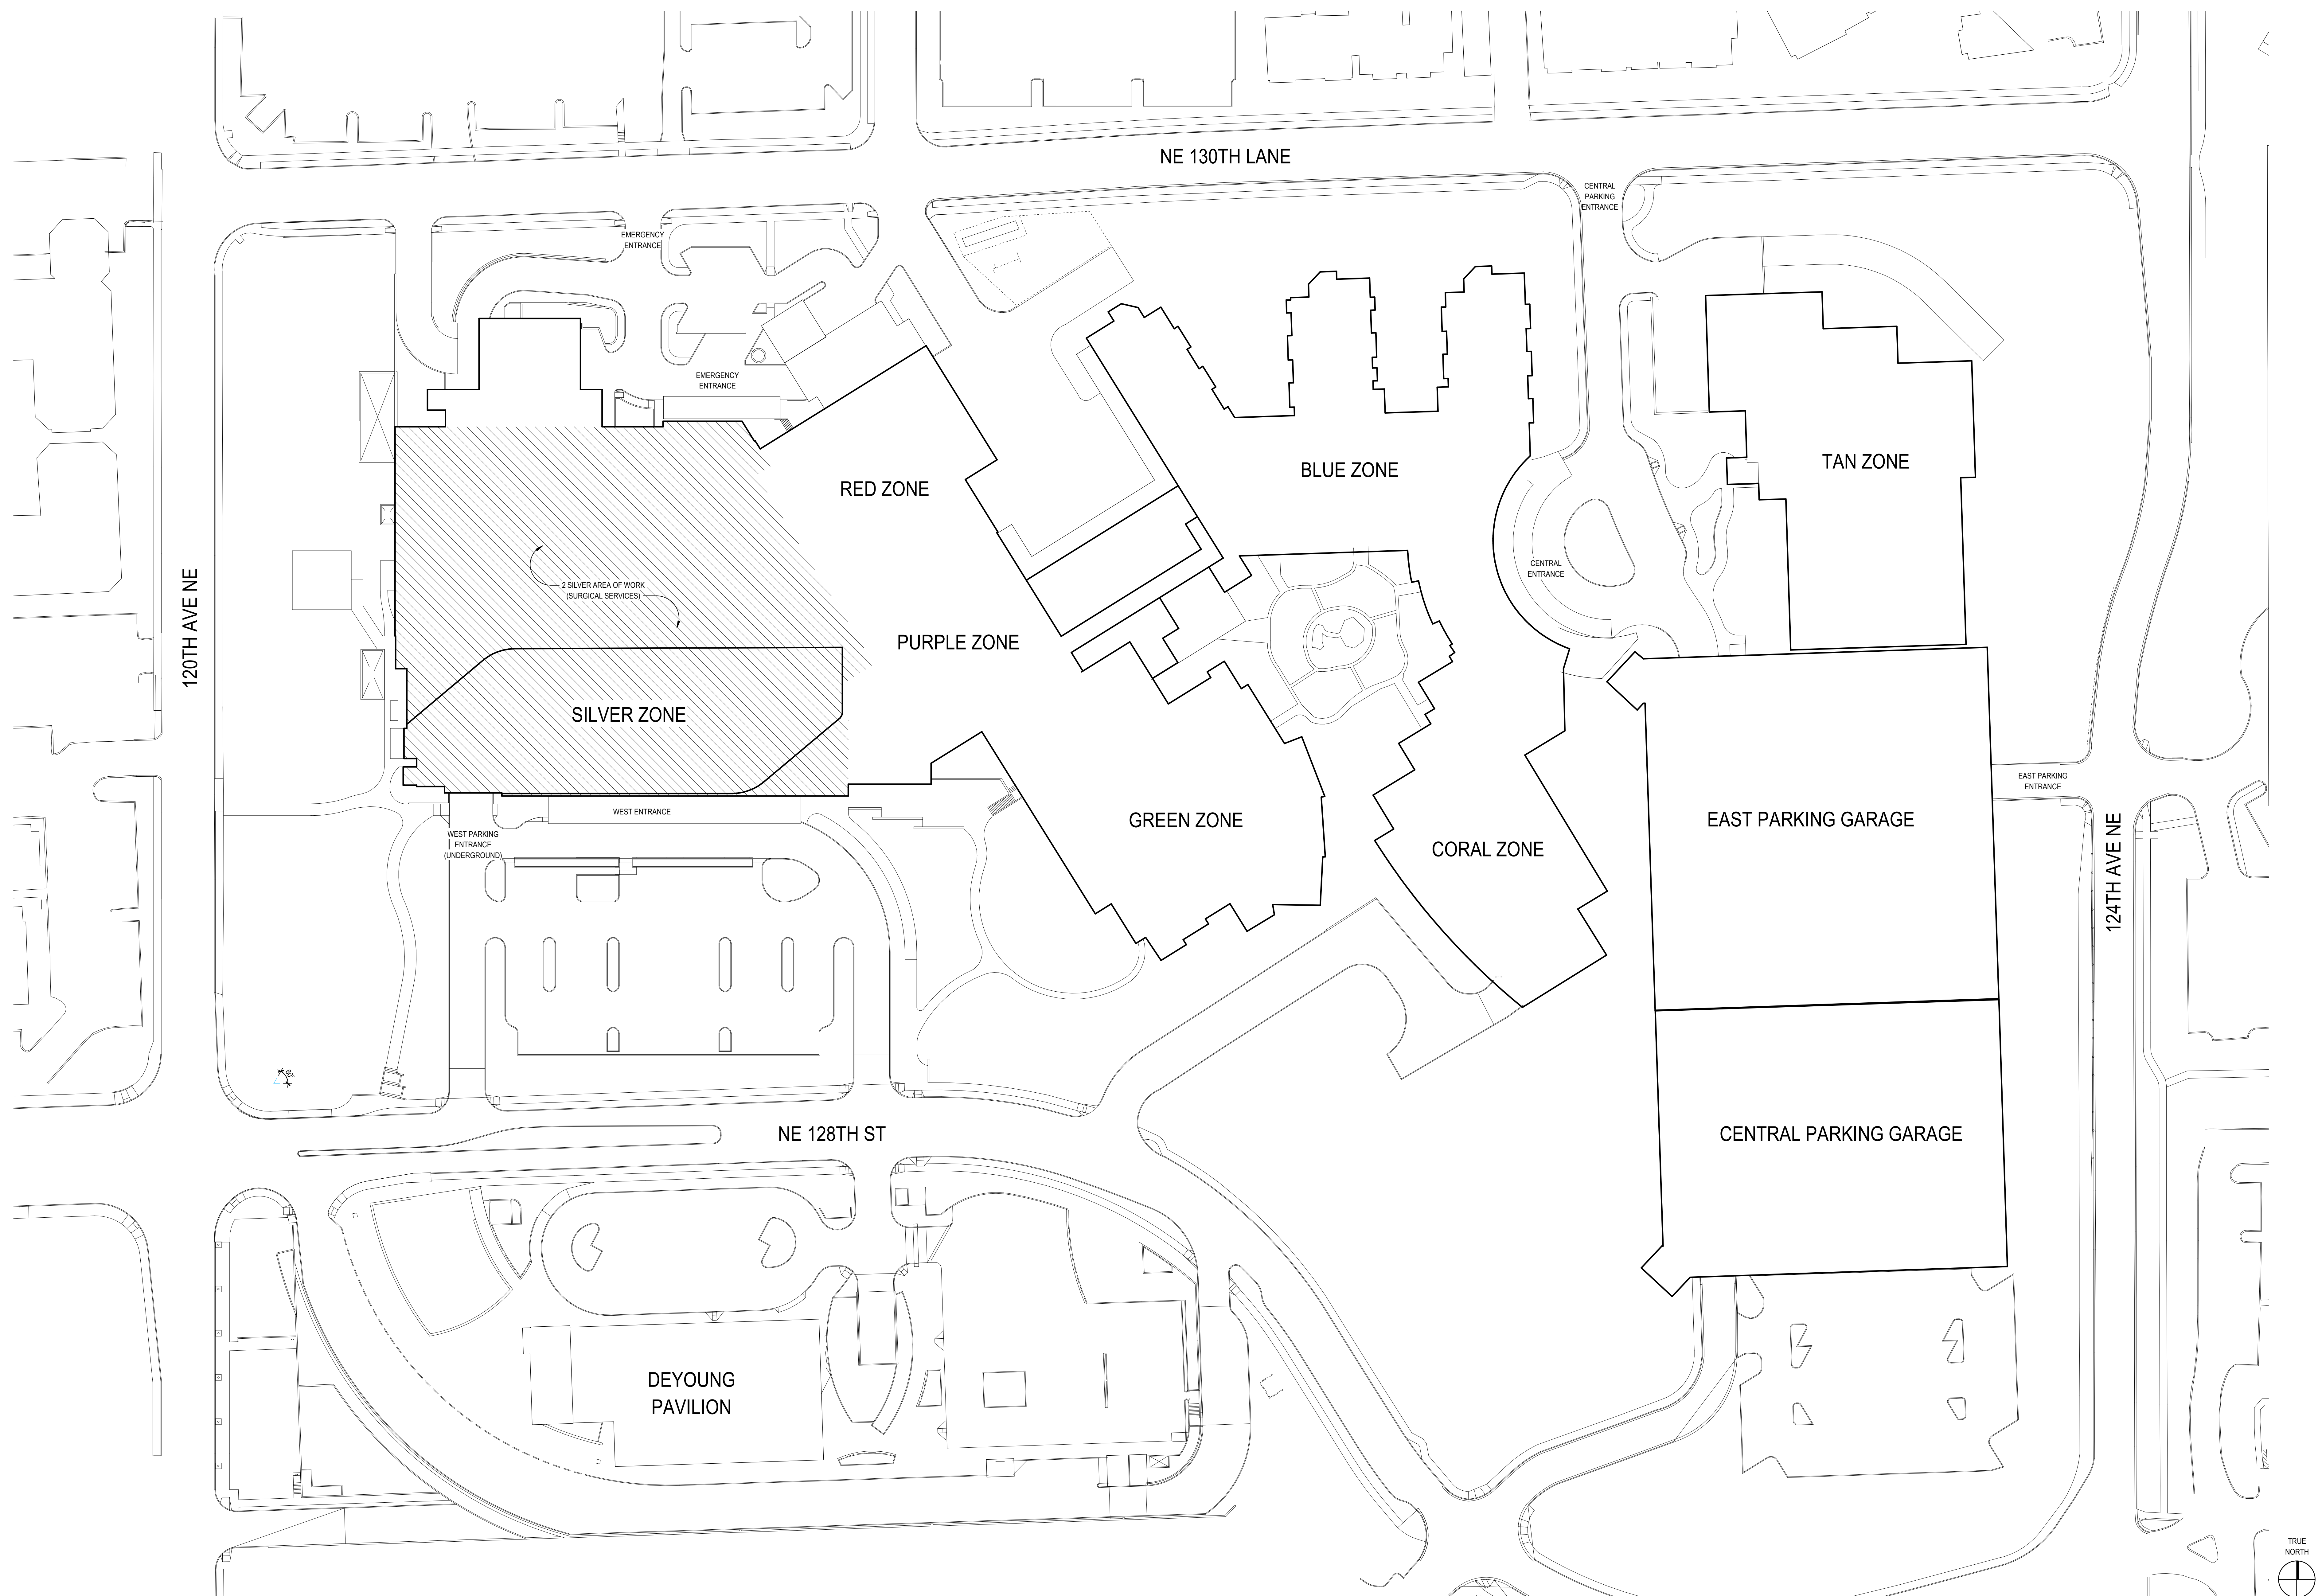 NE 130TH LANE
CENTRAL
PARKING
ENTRANCE
EMERGENCY
ENTRANCE
EMERGENCY
ENTRANCE
RED ZONE
BLUE ZONE
TAN ZONE
120TH AVE NE
2 SILVER AREA OF WORK
(SURGICAL SERVICES)
CENTRAL
ENTRANCE
PURPLE ZONE
SILVER ZONE
EAST PARKING
ENTRANCE
WEST ENTRANCE
WEST PARKING
ENTRANCE
(UNDERGROUND)
GREEN ZONE
CORAL ZONE
EAST PARKING GARAGE
124TH AVE NE
NE 128TH ST
CENTRAL PARKING GARAGE
DEYOUNG
PAVILION
TRUE
NORTH